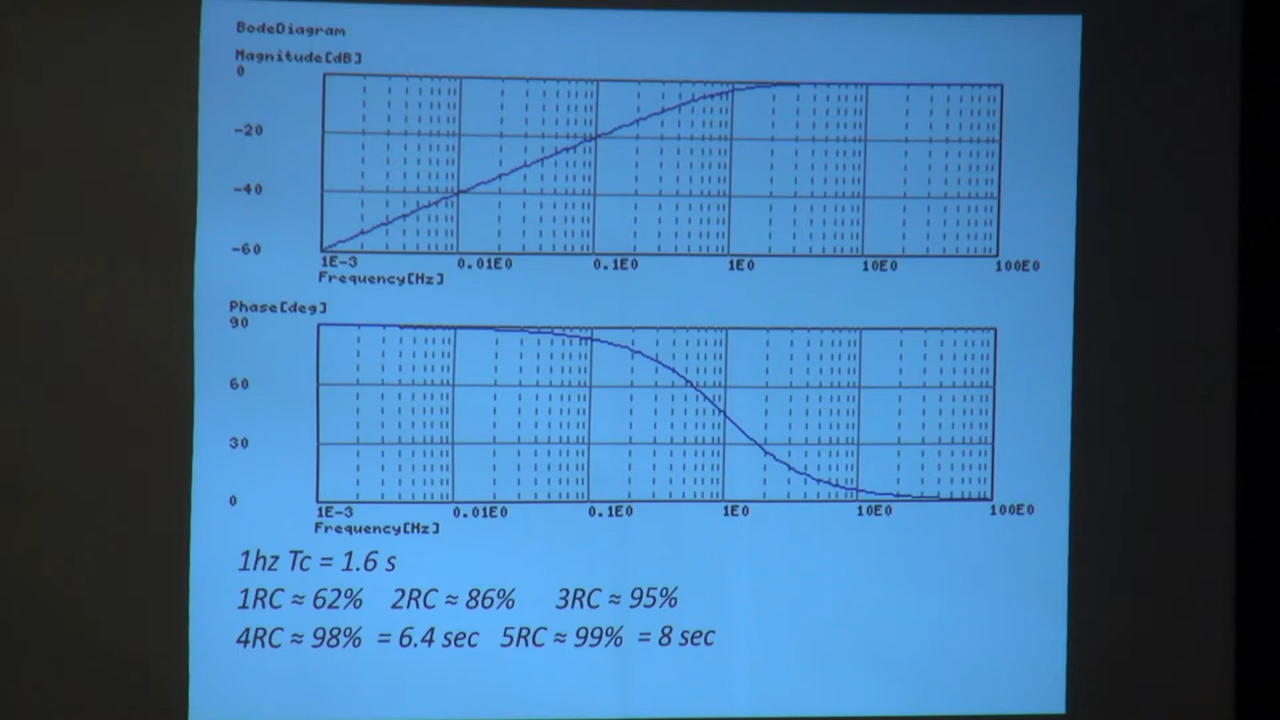 BodeDiagram
Magnitude[dB]
0
-20
-40
-60
1E-3 0.01E0 0.1E0 1E0 10E0 100E0
Frequency[Hz]
Phase[deg]
90
60
30
0
1E-3 0.01E0 0.1E0 1E0 10E0 100E0
Frequency[Hz]
1hz Tc = 1.6 s
1RC ≈ 62% 2RC ≈ 86% 3RC ≈ 95%
4RC ≈ 98% = 6.4 sec 5RC ≈ 99% = 8 sec